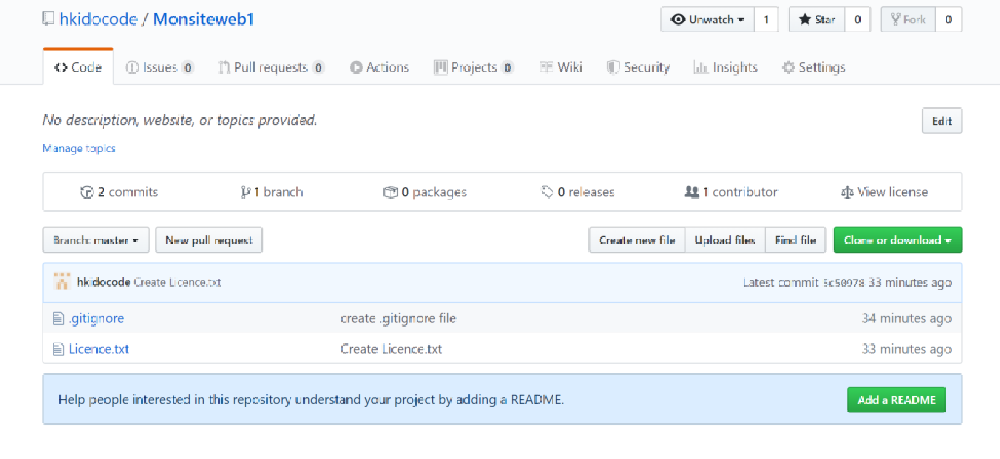 hkidocode / Monsiteweb1 Unwatch 1 Star 0 Fork 0
Code Issues 0 Pull requests 0 Actions Projects 0 Wiki Security Insights Settings
No description, website, or topics provided. Edit
Manage topics
2 commits 1 branch 0 packages 0 releases 1 contributor View license
Branch: master New pull request Create new file Upload files Find file Clone or download
hkidocode Create Licence.txt Latest commit 5c50978 33 minutes ago
.gitignore create .gitignore file 34 minutes ago
Licence.txt Create Licence.txt 33 minutes ago
Help people interested in this repository understand your project by adding a README. Add a README